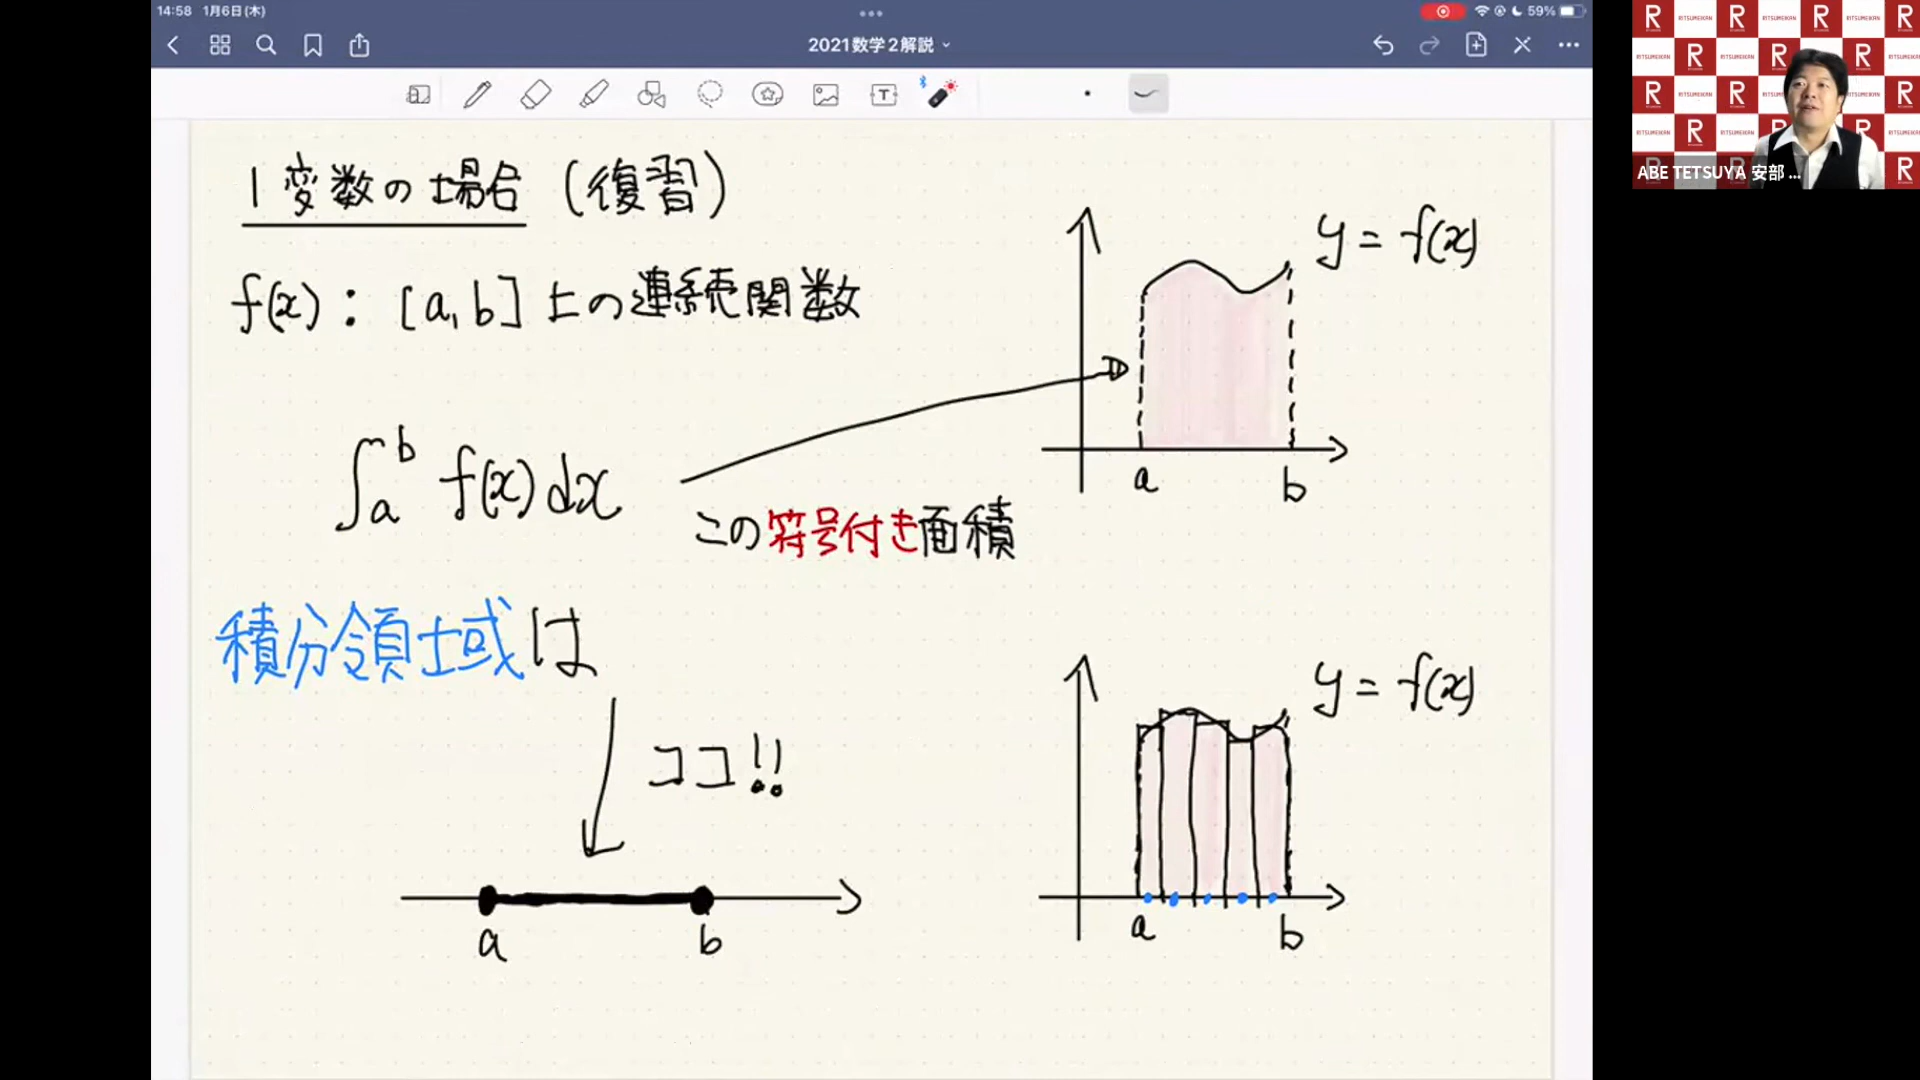 14:58 1月6日(木)
59%
2021数学2解説
1変数の場合 (復習)
f(x) : [a, b] 上の連続関数
y = f(x)
a b
∫_a^b f(x) dx
この符号付き面積
積分領域は
ココ!!
a b
y = f(x)
a b
R RITSUMEIKAN
ABE TETSUYA 安部 ...